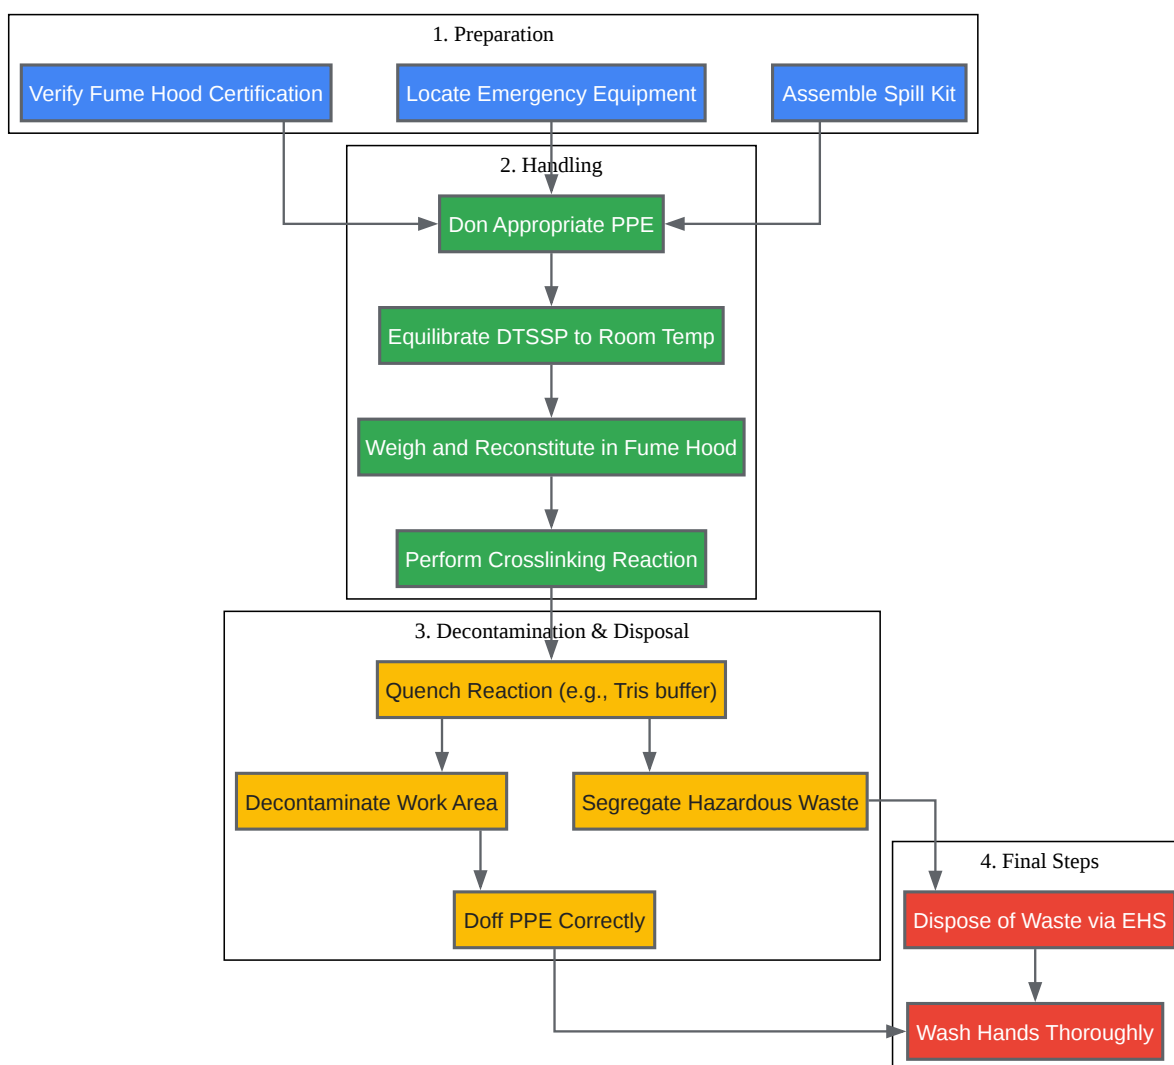 1. Preparation
Verify Fume Hood Certification
Locate Emergency Equipment
Assemble Spill Kit
2. Handling
Don Appropriate PPE
Equilibrate DTSSP to Room Temp
Weigh and Reconstitute in Fume Hood
Perform Crosslinking Reaction
3. Decontamination & Disposal
Quench Reaction (e.g., Tris buffer)
Decontaminate Work Area
Segregate Hazardous Waste
Doff PPE Correctly
4. Final Steps
Dispose of Waste via EHS
Wash Hands Thoroughly